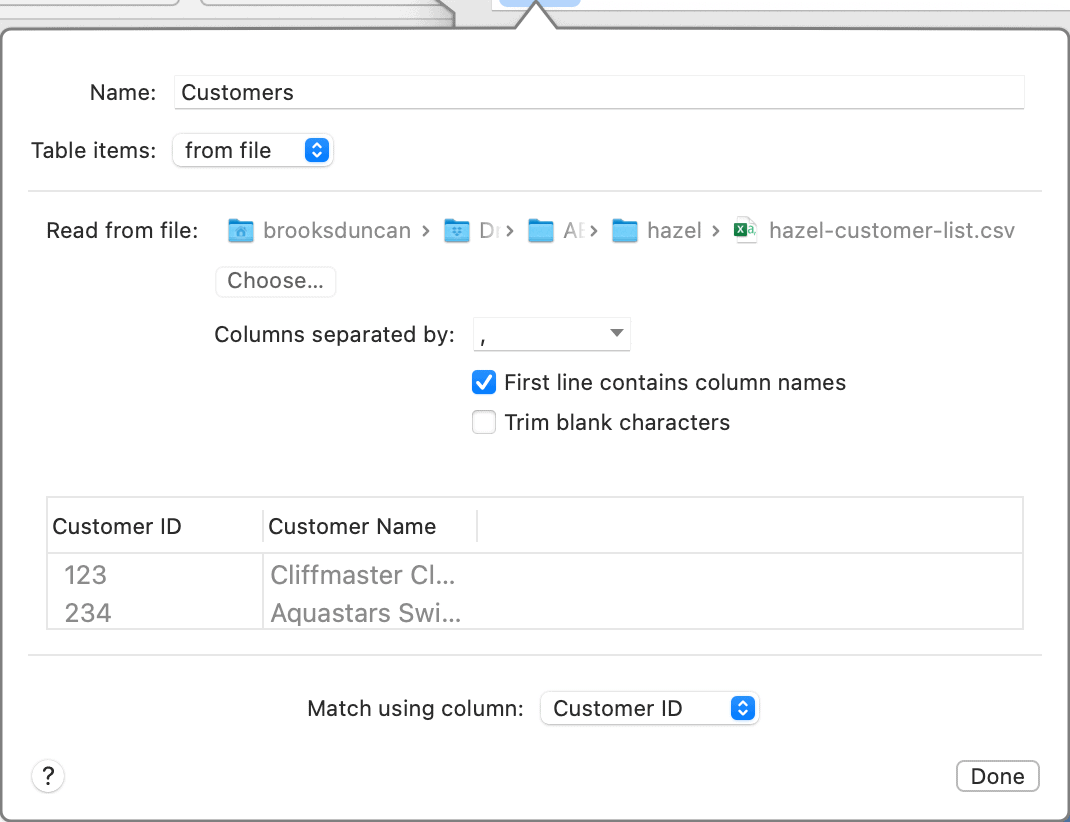 Name: Customers
Table items: from file
Read from file: brooksduncan › › › hazel › hazel-customer-list.csv
Choose...
Columns separated by: ,
First line contains column names
Trim blank characters
Customer ID Customer Name
123 Cliffmaster Cl...
234 Aquastars Swi...
Match using column: Customer ID
? Done